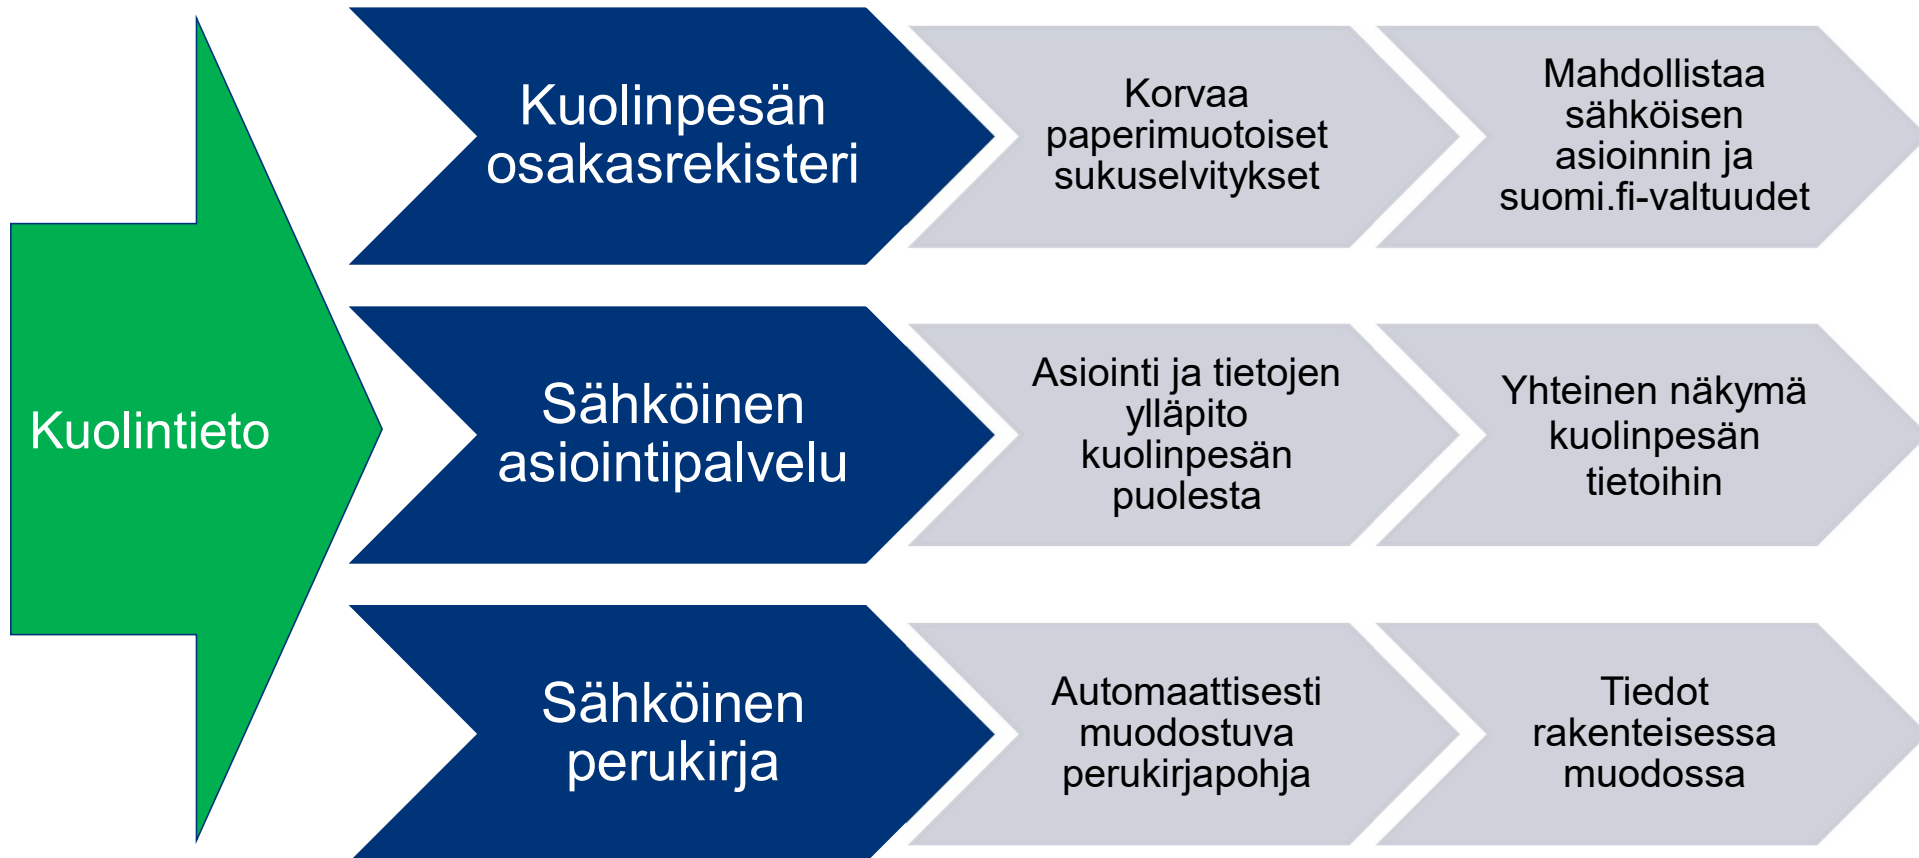 Kuolintieto
Kuolinpesän
osakasrekisteri
Korvaa
paperimuotoiset
sukuselvitykset
Mahdollistaa
sähköisen
asioinnin ja
suomi.fi-valtuudet
Sähköinen
asiointipalvelu
Asiointi ja tietojen
ylläpito
kuolinpesän
puolesta
Yhteinen näkymä
kuolinpesän
tietoihin
Sähköinen
perukirja
Automaattisesti
muodostuva
perukirjapohja
Tiedot
rakenteisessa
muodossa